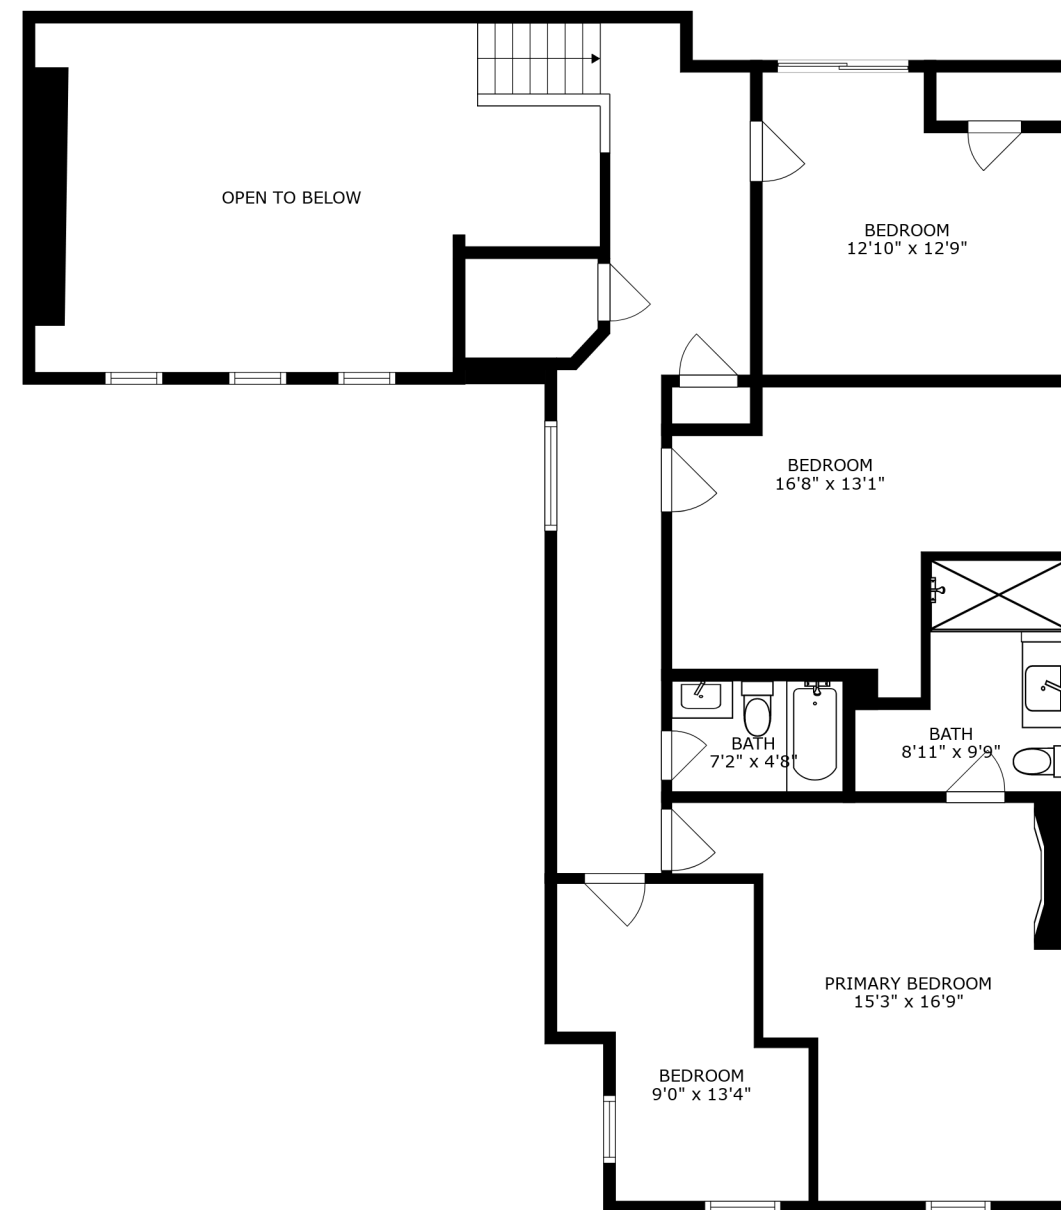 OPEN TO BELOW
BEDROOM
12'10" x 12'9"
BEDROOM
16'8" x 13'1"
BATH
7'2" x 4'8"
BATH
8'11" x 9'9"
PRIMARY BEDROOM
15'3" x 16'9"
BEDROOM
9'0" x 13'4"